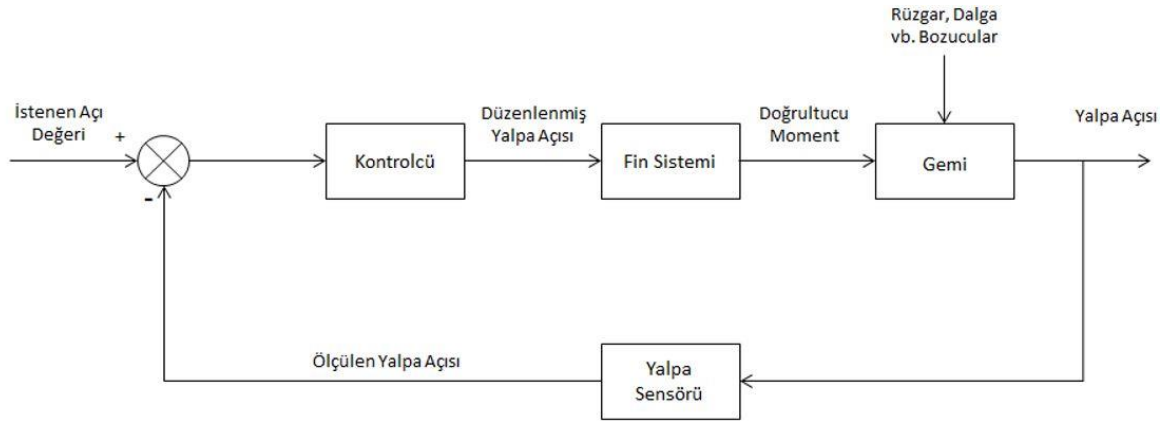 Rüzgar, Dalga
vb. Bozucular
İstenen Açı
Değeri
+
-
Kontrolcü
Düzenlenmiş
Yalpa Açısı
Fin Sistemi
Doğrultucu
Moment
Gemi
Yalpa Açısı
Ölçülen Yalpa Açısı
Yalpa
Sensörü